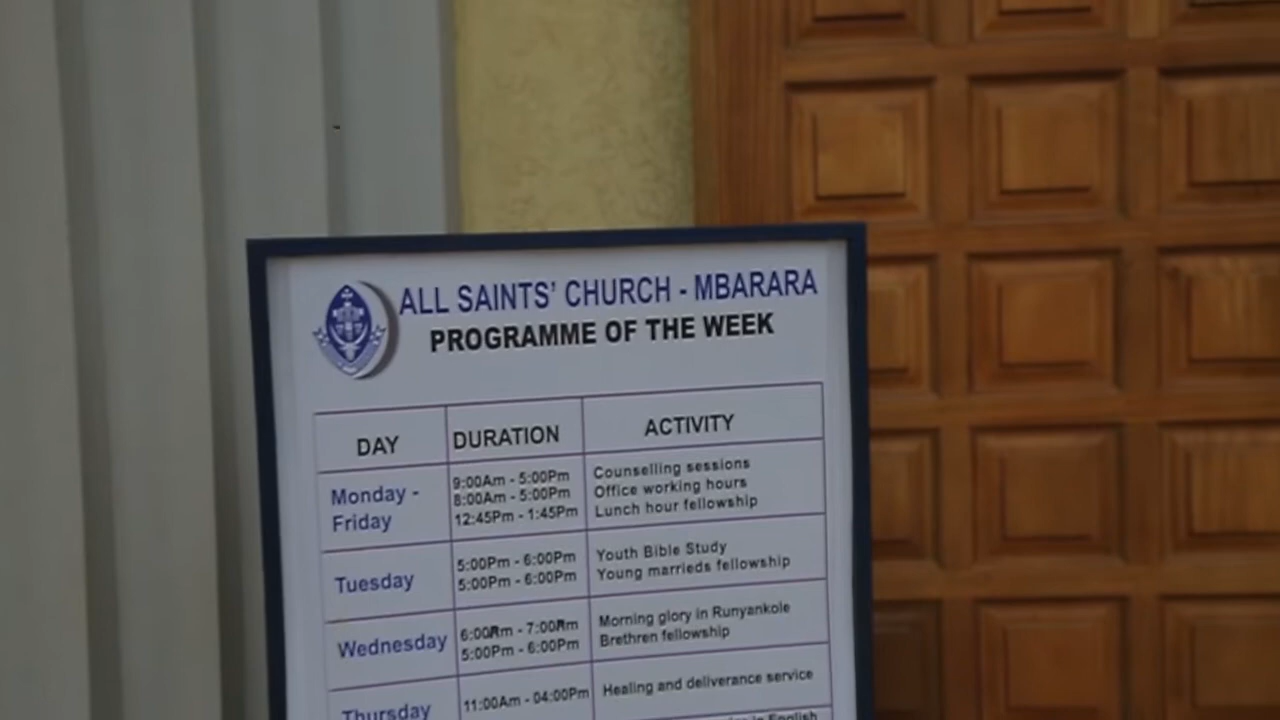 ALL SAINTS' CHURCH - MBARARA
PROGRAMME OF THE WEEK
DAY DURATION ACTIVITY
Monday - Friday
9:00Am - 5:00Pm Counselling sessions
8:00Am - 5:00Pm Office working hours
12:45Pm - 1:45Pm Lunch hour fellowship
Tuesday
5:00Pm - 6:00Pm Youth Bible Study
5:00Pm - 6:00Pm Young marrieds fellowship
Wednesday
6:00Am - 7:00Am Morning glory in Runyankole
5:00Pm - 6:00Pm Brethren fellowship
Thursday
11:00Am - 04:00Pm Healing and deliverance service
in English